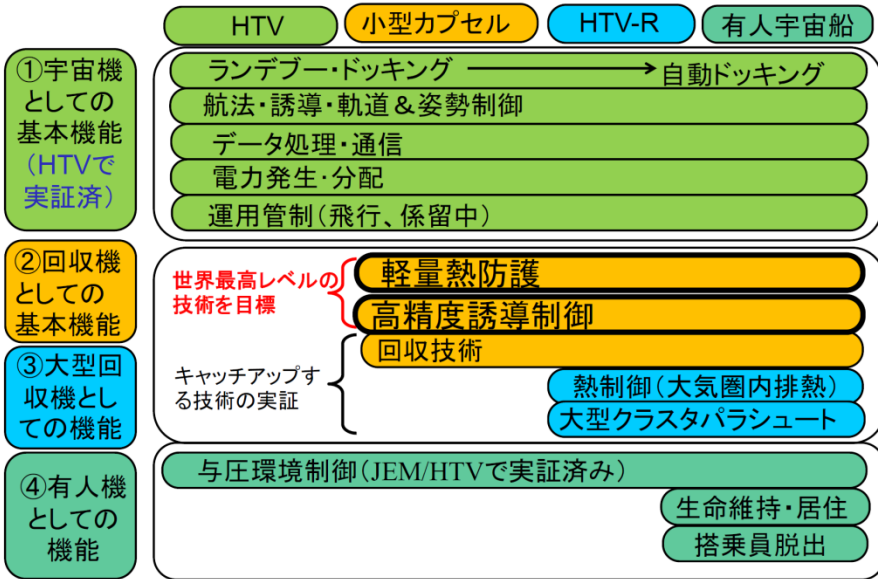 HTV
小型カプセル
HTV-R
有人宇宙船
①宇宙機
としての
基本機能
(HTVで
実証済)
ランデブー・ドッキング
自動ドッキング
航法・誘導・軌道&姿勢制御
データ処理・通信
電力発生・分配
運用管制(飛行、係留中)
②回収機
としての
基本機能
世界最高レベルの
技術を目標
軽量熱防護
高精度誘導制御
回収技術
③大型回
収機とし
ての機能
キャッチアップす
る技術の実証
熱制御(大気圏内排熱)
大型クラスタパラシュート
④有人機
としての
機能
与圧環境制御(JEM/HTVで実証済み)
生命維持・居住
搭乗員脱出